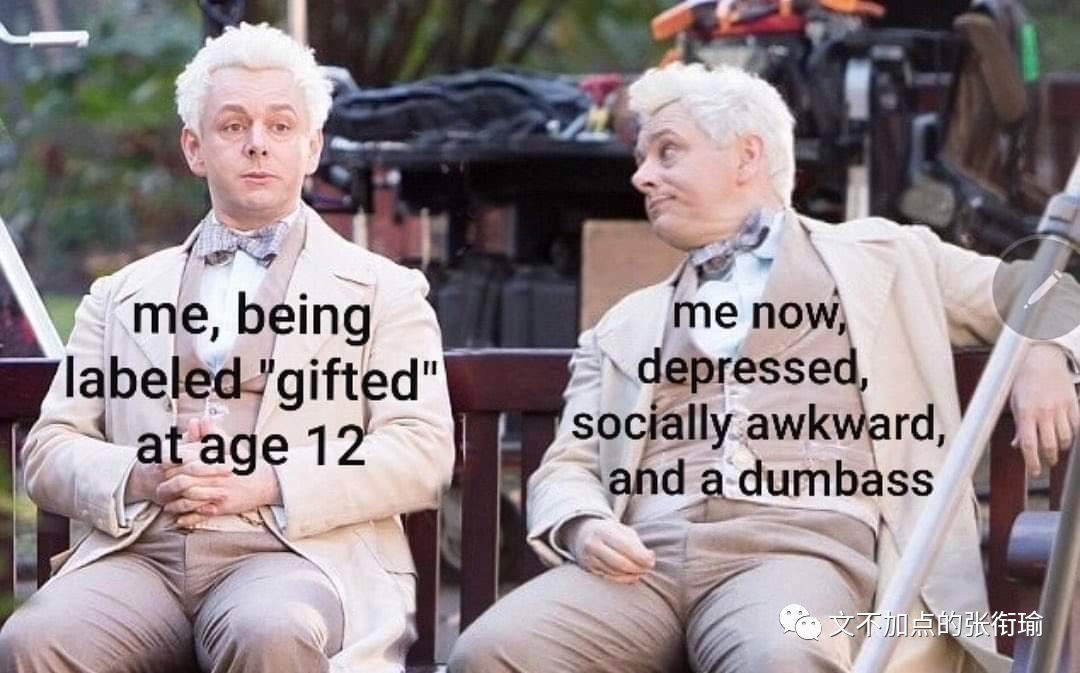 me, being
labeled "gifted"
at age 12
me now,
depressed,
socially awkward,
and a dumbass
文不加点的张衔瑜